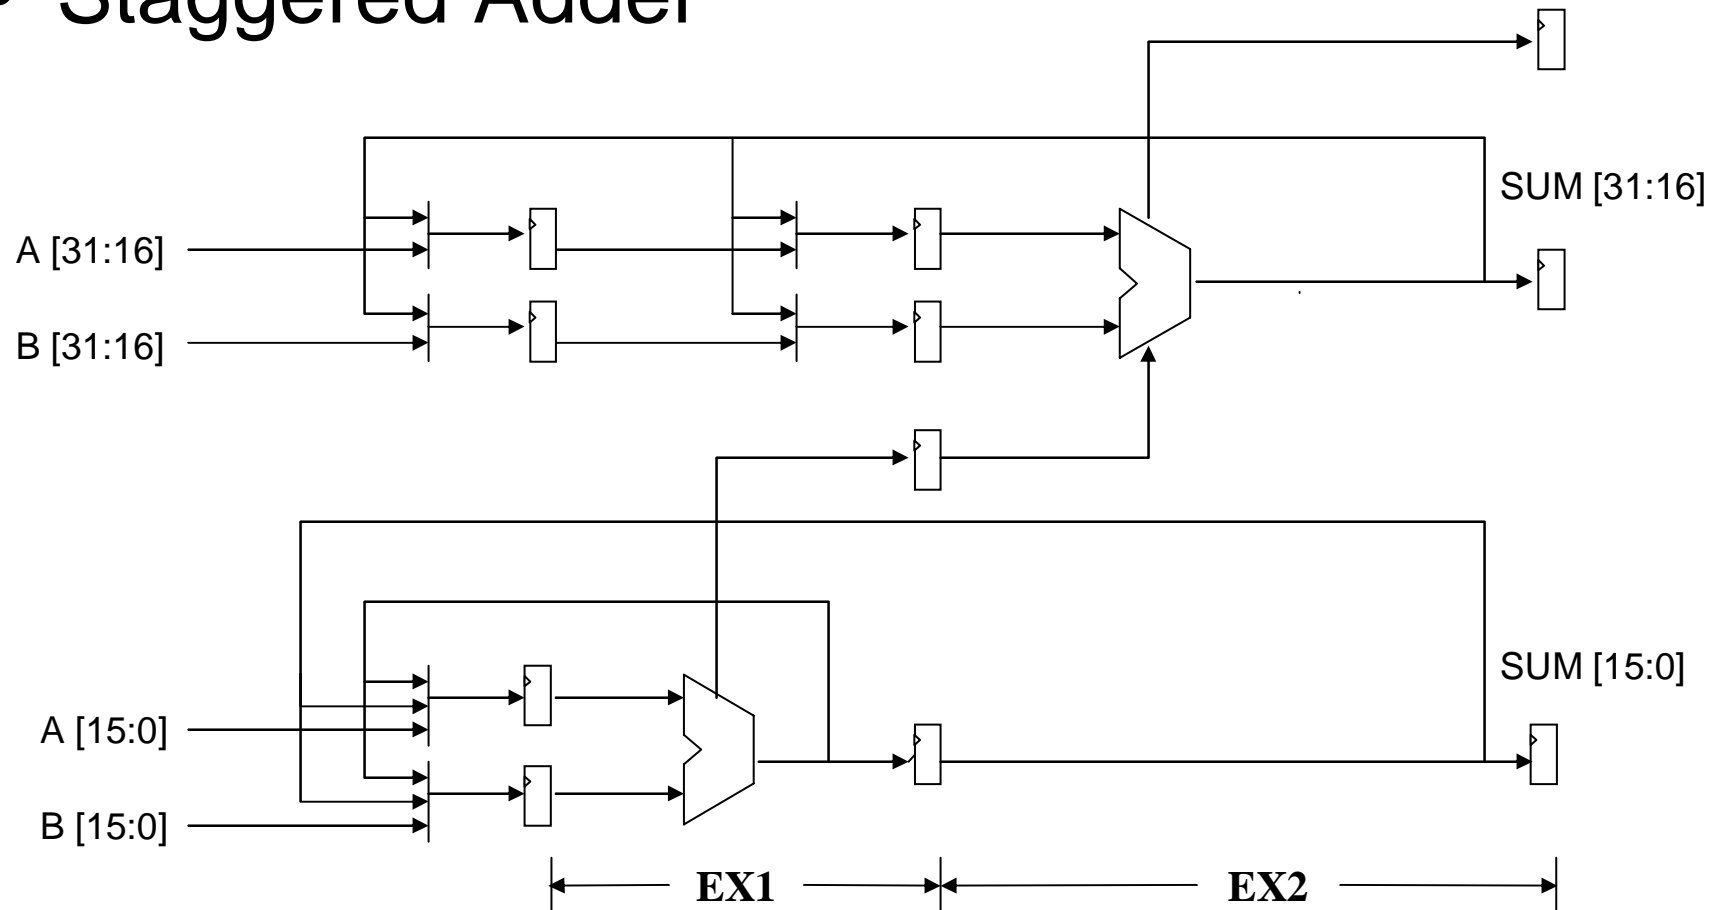 Staggered Adder
SUM [31:16]
A [31:16]
B [31:16]
SUM [15:0]
A [15:0]
B [15:0]
EX1
EX2